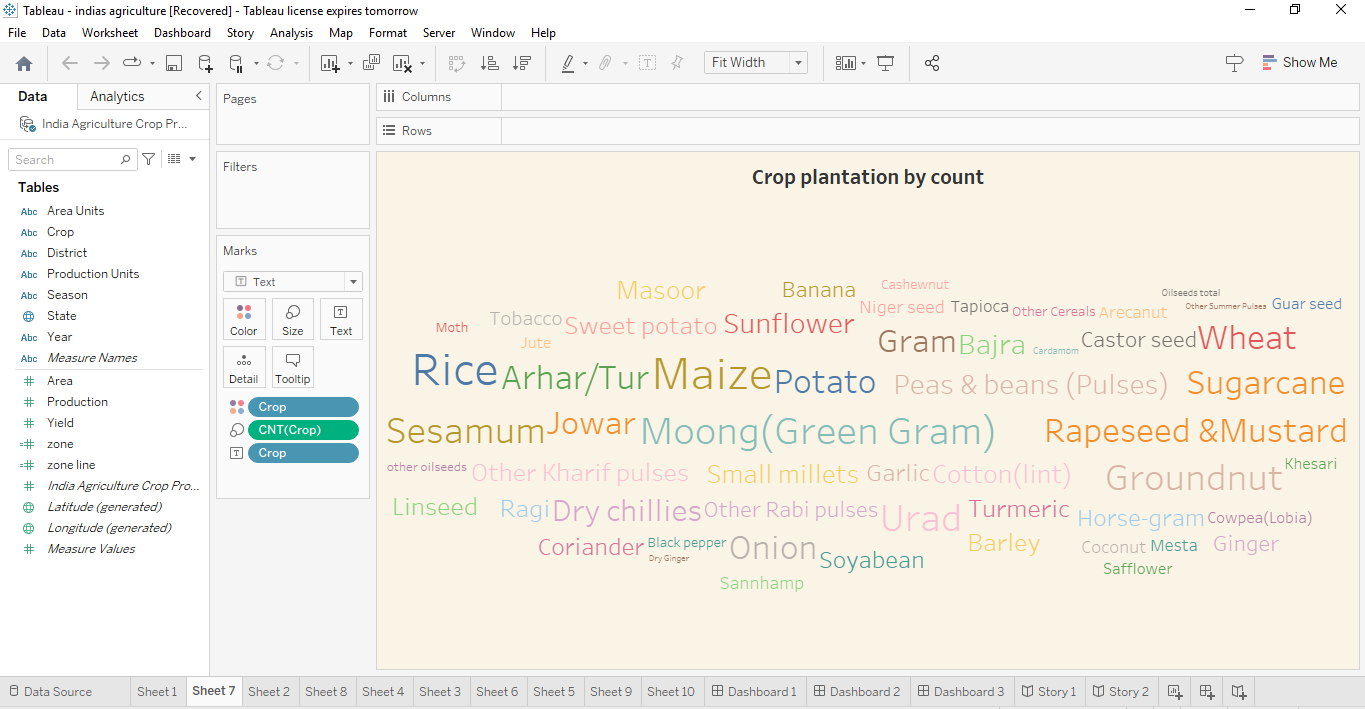 Tableau - indias agriculture [Recovered] - Tableau license expires tomorrow
File Data Worksheet Dashboard Story Analysis Map Format Server Window Help
Fit Width
Show Me
Data Analytics
India Agriculture Crop Pr...
Search
Tables
Abc Area Units
Abc Crop
Abc District
Abc Production Units
Abc Season
State
Abc Year
Abc Measure Names
Area
Production
Yield
zone
zone line
India Agriculture Crop Pro...
Latitude (generated)
Longitude (generated)
Measure Values
Pages
Filters
Marks
Text
Color Size Text
Detail Tooltip
Crop
CNT(Crop)
Crop
Columns
Rows
Crop plantation by count
Masoor Banana Cashewnut Oilseeds total
Niger seed Tapioca Other Cereals Arecanut Other Summer Pulses Guar seed
Moth Tobacco Sweet potato Sunflower
Jute Gram Bajra Cardamom Castor seed Wheat
Rice Arhar/Tur Maize Potato Peas & beans (Pulses) Sugarcane
Sesamum Jowar Moong(Green Gram) Rapeseed &Mustard
other oilseeds Other Kharif pulses Small millets Garlic Cotton(lint) Groundnut Khesari
Linseed Ragi Dry chillies Other Rabi pulses Urad Turmeric Horse-gram Cowpea(Lobia)
Coriander Black pepper Onion Soyabean Barley Coconut Mesta Ginger
Dry Ginger Safflower
Sannhamp
Data Source Sheet 1 Sheet 7 Sheet 2 Sheet 8 Sheet 4 Sheet 3 Sheet 6 Sheet 5 Sheet 9 Sheet 10 Dashboard 1 Dashboard 2 Dashboard 3 Story 1 Story 2